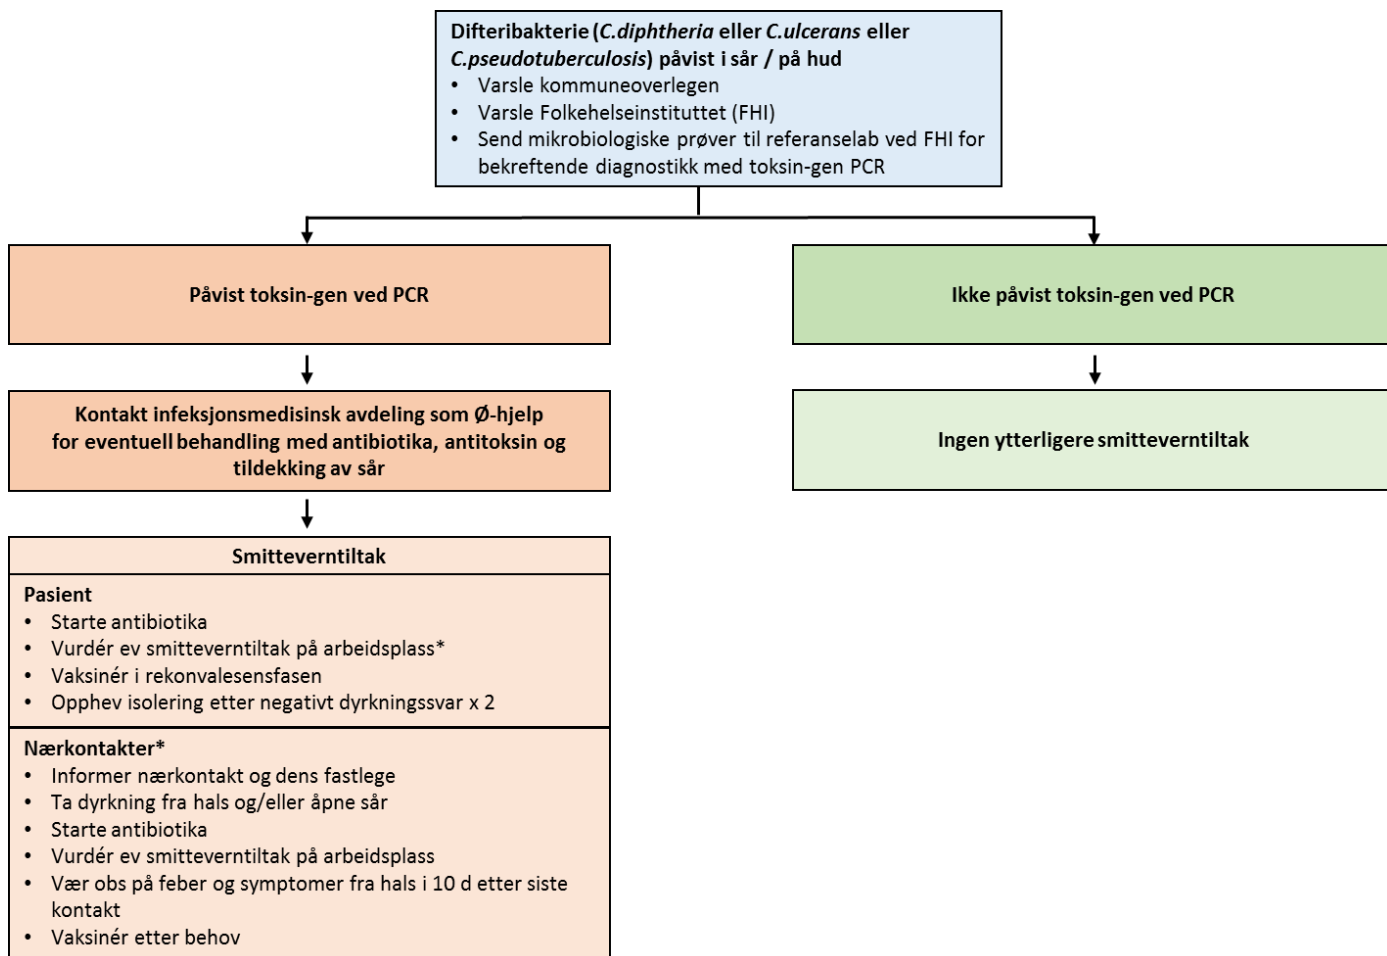 Difteribakterie (C.diphtheria eller C.ulcerans eller
C.pseudotuberculosis) påvist i sår / på hud
• Varsle kommuneoverlegen
• Varsle Folkehelseinstituttet (FHI)
• Send mikrobiologiske prøver til referanselab ved FHI for
bekreftende diagnostikk med toksin-gen PCR
Påvist toksin-gen ved PCR
Ikke påvist toksin-gen ved PCR
Kontakt infeksjonsmedisinsk avdeling som Ø-hjelp
for eventuell behandling med antibiotika, antitoksin og
tildekking av sår
Ingen ytterligere smitteverntiltak
Smitteverntiltak
Pasient
• Starte antibiotika
• Vurdér ev smitteverntiltak på arbeidsplass*
• Vaksinér i rekonvalesensfasen
• Opphev isolering etter negativt dyrkningssvar x 2
Nærkontakter*
• Informer nærkontakt og dens fastlege
• Ta dyrkning fra hals og/eller åpne sår
• Starte antibiotika
• Vurdér ev smitteverntiltak på arbeidsplass
• Vær obs på feber og symptomer fra hals i 10 d etter siste
kontakt
• Vaksinér etter behov